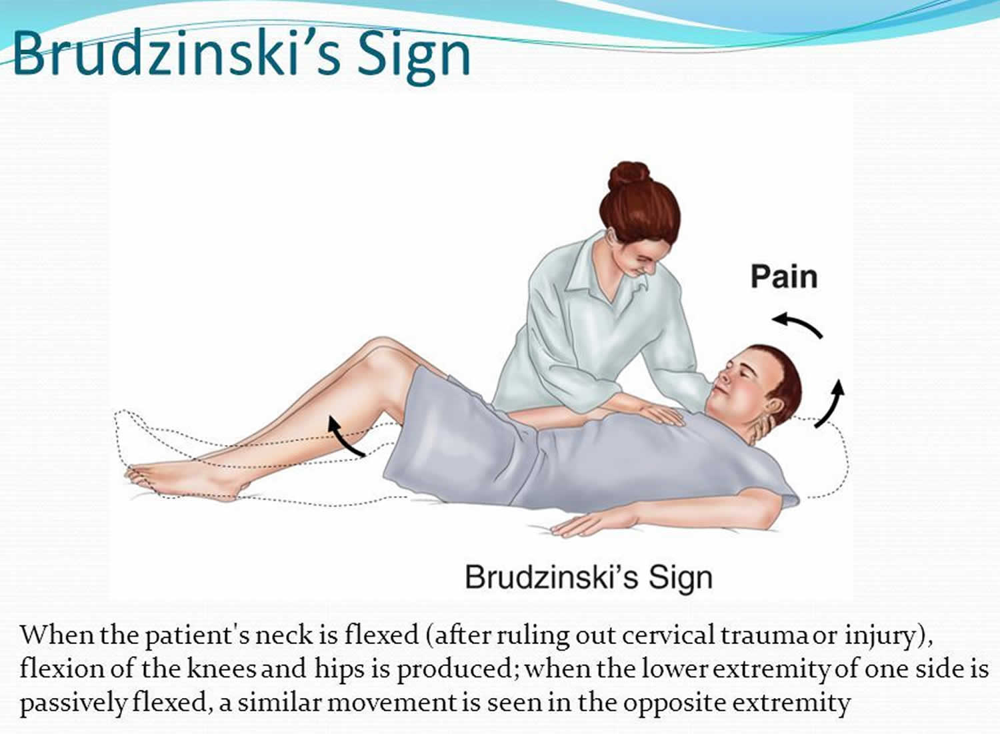 Brudzinski’s Sign
Pain
Brudzinski’s Sign
When the patient's neck is flexed (after ruling out cervical trauma or injury),
flexion of the knees and hips is produced; when the lower extremity of one side is
passively flexed, a similar movement is seen in the opposite extremity